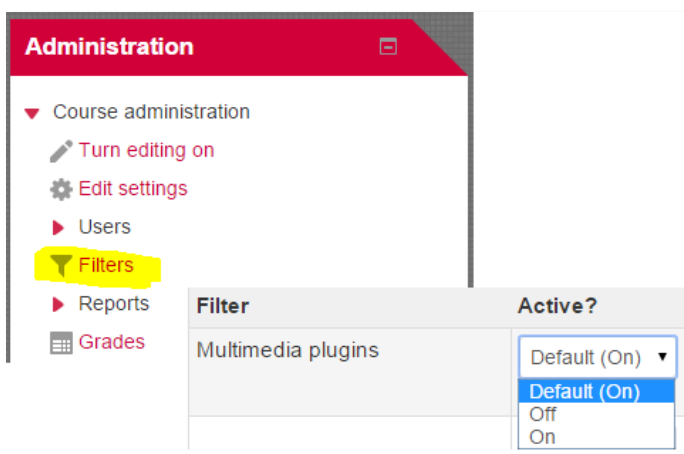 Administration
Course administration
Turn editing on
Edit settings
Users
Filters
Reports
Grades
Filter Active?
Multimedia plugins Default (On)
Default (On)
Off
On